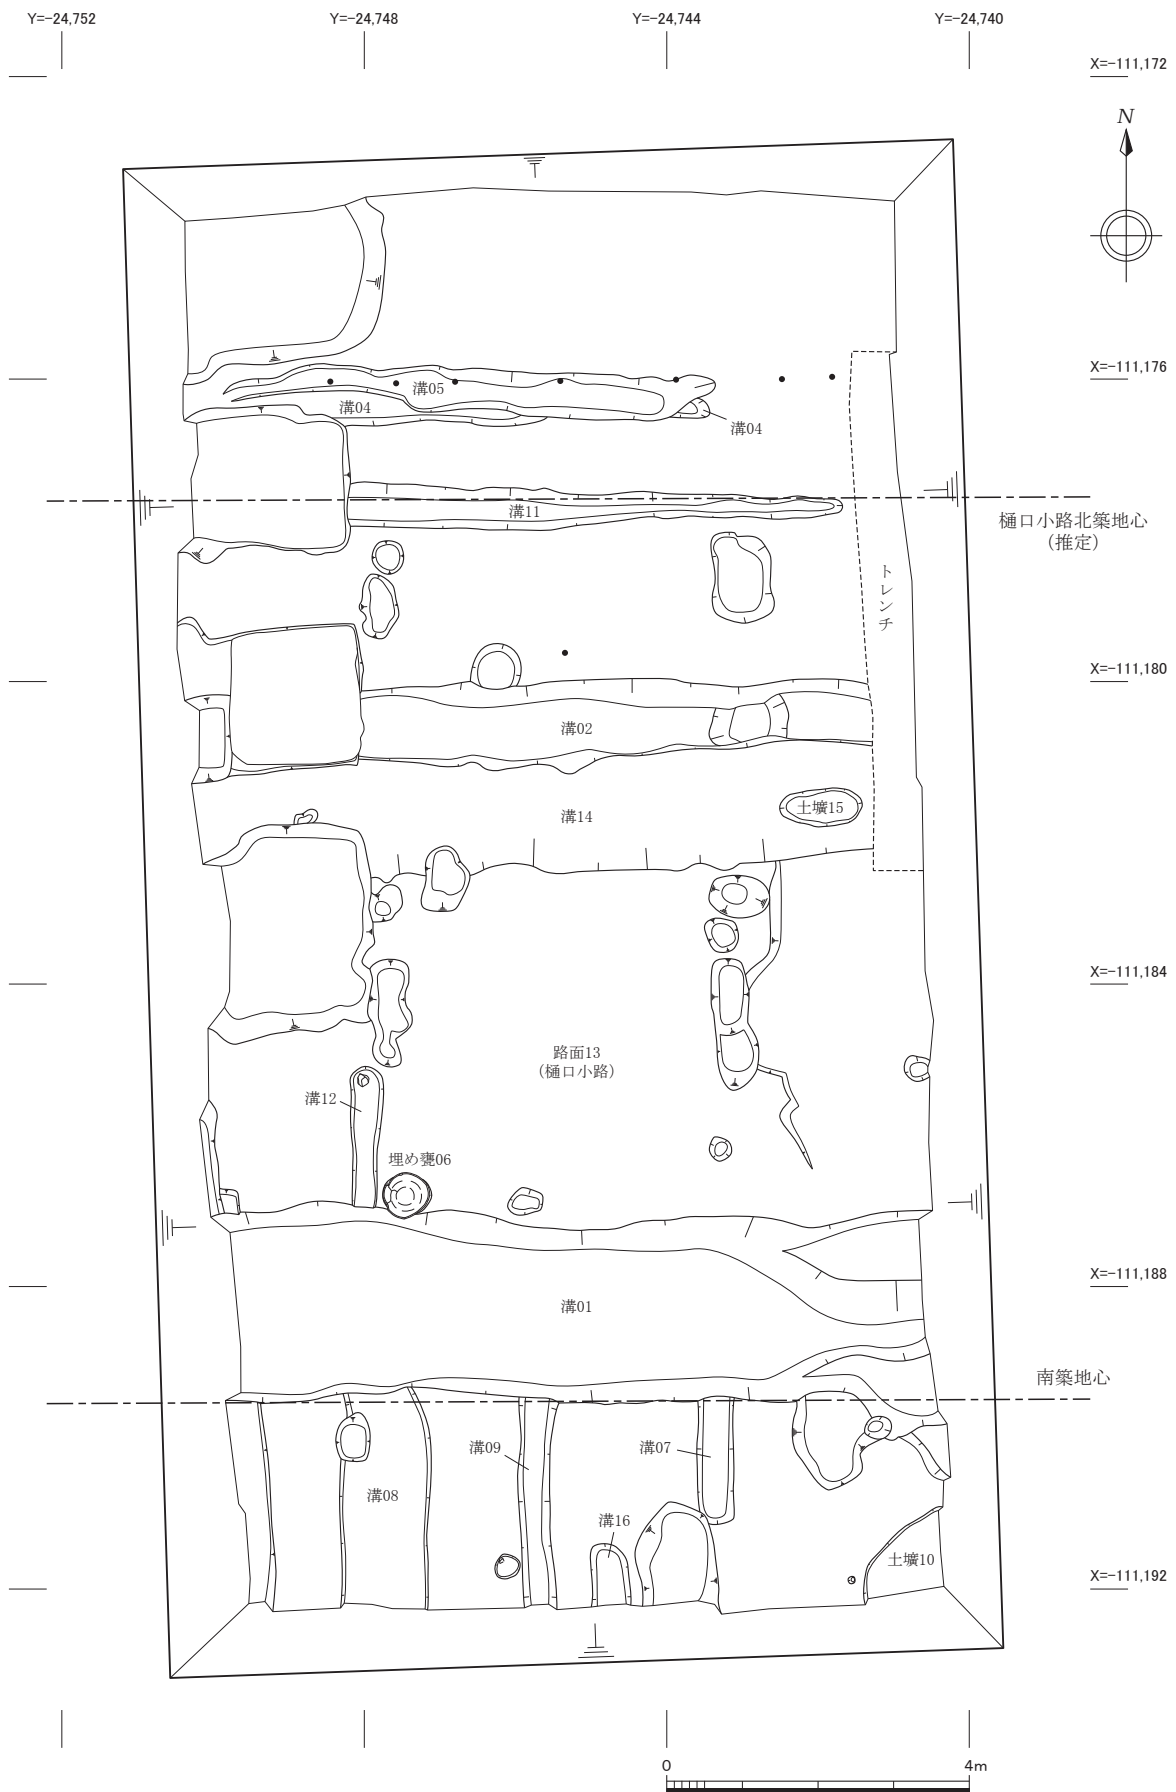 Y=−24,752
Y=−24,748
Y=−24,744
Y=−24,740
X=−111,172
N
X=−111,176
溝05
溝04
溝04
溝11
樋口小路北築地心
（推定）
トレンチ
X=−111,180
溝02
土壙15
溝14
X=−111,184
路面13
（樋口小路）
溝12
埋め甕06
X=−111,188
溝01
南築地心
溝09
溝07
溝08
溝16
土壙10
X=−111,192
0
4m